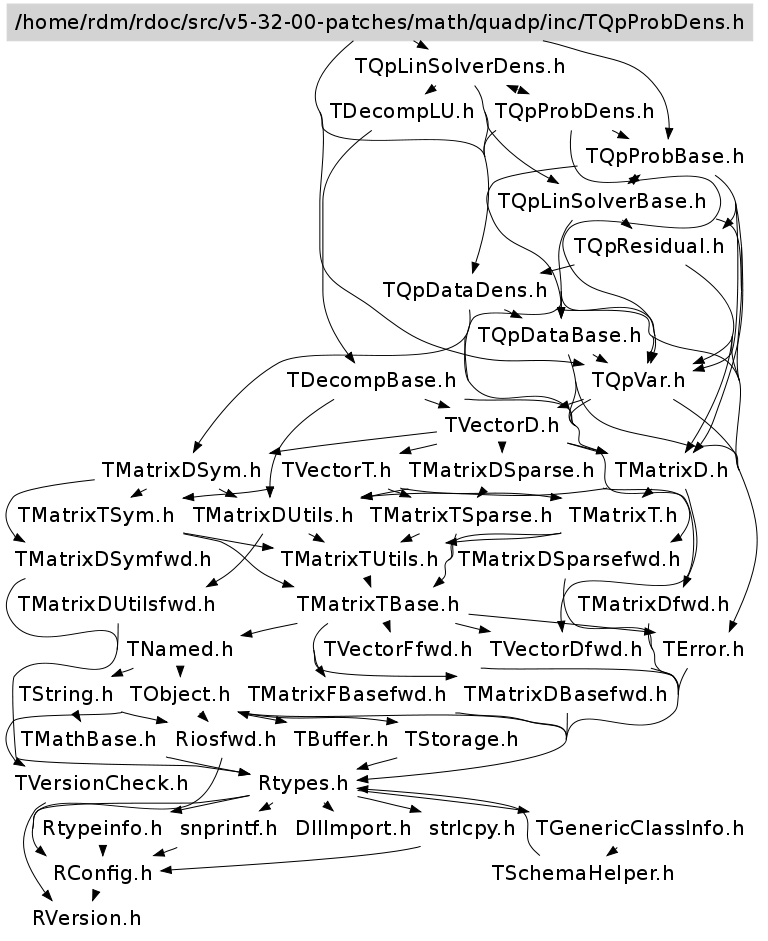 /home/rdm/rdoc/src/v5-32-00-patches/math/quadp/inc/TQpProbDens.h
TQpLinSolverDens.h
TDecompLU.h TQpProbDens.h
TQpProbBase.h
TQpLinSolverBase.h
TQpResidual.h
TQpDataDens.h
TQpDataBase.h
TDecompBase.h TQpVar.h
TVectorD.h
TMatrixDSym.h TVectorT.h TMatrixDSparse.h TMatrixD.h
TMatrixTSym.h TMatrixDUtils.h TMatrixTSparse.h TMatrixT.h
TMatrixDSymfwd.h TMatrixTUtils.h TMatrixDSparsefwd.h
TMatrixDUtilsfwd.h TMatrixTBase.h TMatrixDfwd.h
TNamed.h TVectorFfwd.h TVectorDfwd.h TError.h
TString.h TObject.h TMatrixFBasefwd.h TMatrixDBasefwd.h
TMathBase.h Riosfwd.h TBuffer.h TStorage.h
TVersionCheck.h Rtypes.h
Rtypeinfo.h snprintf.h DllImport.h strlcpy.h TGenericClassInfo.h
RConfig.h TSchemaHelper.h
RVersion.h